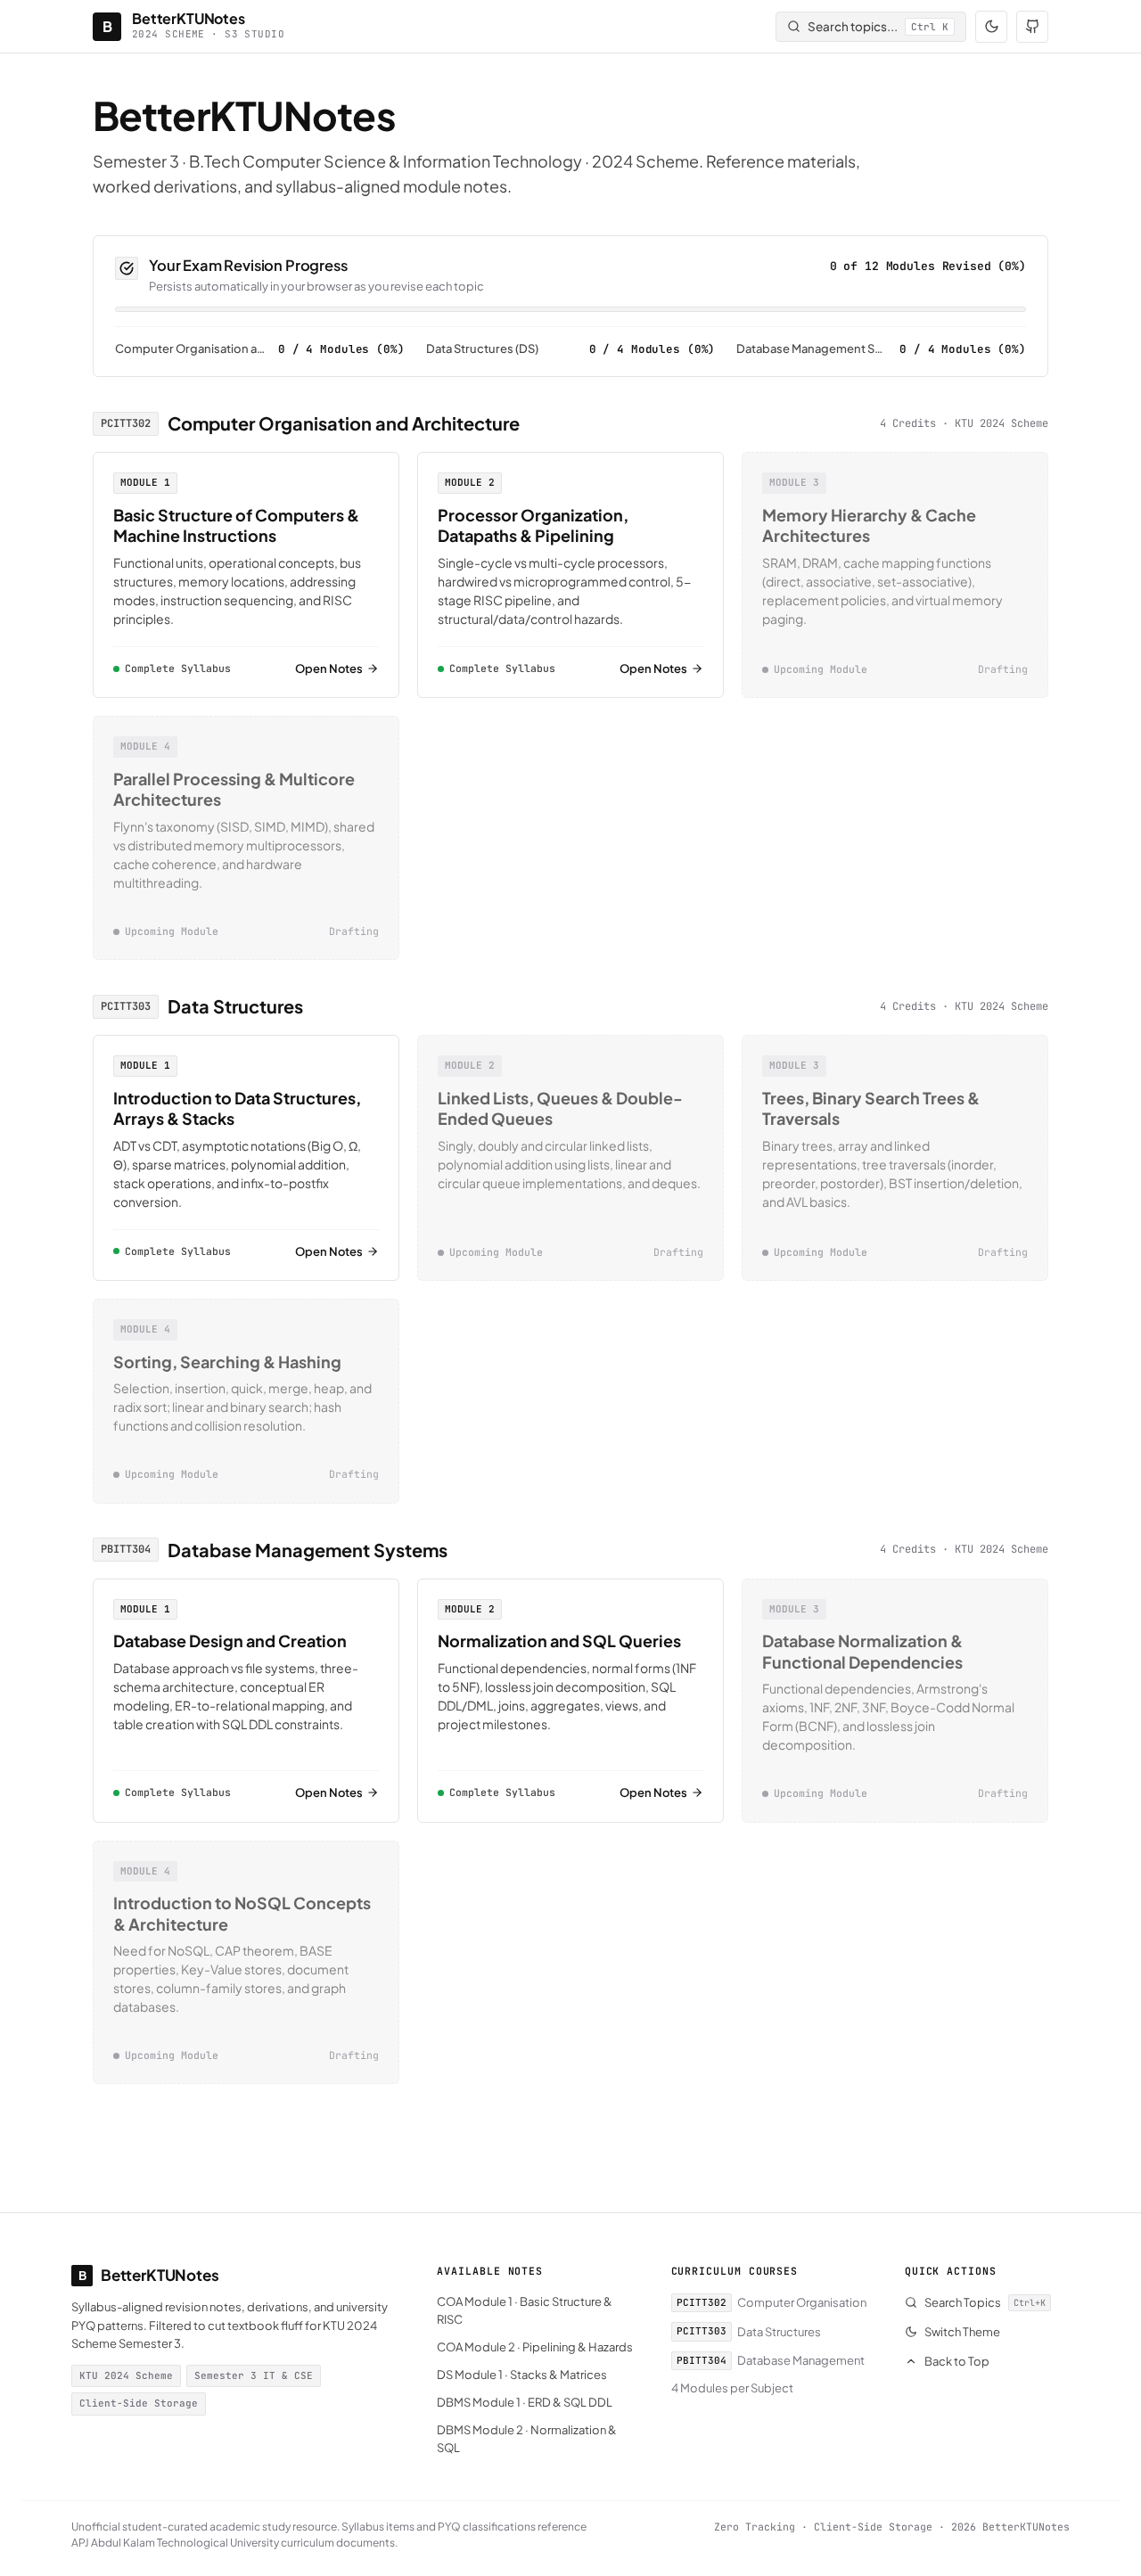 B
BetterKTUNotes
2024 SCHEME · S3 STUDIO
Search topics...
Ctrl K
BetterKTUNotes
Semester 3 · B.Tech Computer Science & Information Technology · 2024 Scheme. Reference materials,
worked derivations, and syllabus-aligned module notes.
Your Exam Revision Progress
0 of 12 Modules Revised (0%)
Persists automatically in your browser as you revise each topic
Computer Organisation a...
0 / 4 Modules (0%)
Data Structures (DS)
0 / 4 Modules (0%)
Database Management S...
0 / 4 Modules (0%)
PCITT302
Computer Organisation and Architecture
4 Credits · KTU 2024 Scheme
MODULE 1
Basic Structure of Computers &
Machine Instructions
Functional units, operational concepts, bus
structures, memory locations, addressing
modes, instruction sequencing, and RISC
principles.
Complete Syllabus
Open Notes
MODULE 2
Processor Organization,
Datapaths & Pipelining
Single-cycle vs multi-cycle processors,
hardwired vs microprogrammed control, 5-
stage RISC pipeline, and
structural/data/control hazards.
Complete Syllabus
Open Notes
MODULE 3
Memory Hierarchy & Cache
Architectures
SRAM, DRAM, cache mapping functions
(direct, associative, set-associative),
replacement policies, and virtual memory
paging.
Upcoming Module
Drafting
MODULE 4
Parallel Processing & Multicore
Architectures
Flynn's taxonomy (SISD, SIMD, MIMD), shared
vs distributed memory multiprocessors,
cache coherence, and hardware
multithreading.
Upcoming Module
Drafting
PCITT303
Data Structures
4 Credits · KTU 2024 Scheme
MODULE 1
Introduction to Data Structures,
Arrays & Stacks
ADT vs CDT, asymptotic notations (Big O, Ω,
Θ), sparse matrices, polynomial addition,
stack operations, and infix-to-postfix
conversion.
Complete Syllabus
Open Notes
MODULE 2
Linked Lists, Queues & Double-
Ended Queues
Singly, doubly and circular linked lists,
polynomial addition using lists, linear and
circular queue implementations, and deques.
Upcoming Module
Drafting
MODULE 3
Trees, Binary Search Trees &
Traversals
Binary trees, array and linked
representations, tree traversals (inorder,
preorder, postorder), BST insertion/deletion,
and AVL basics.
Upcoming Module
Drafting
MODULE 4
Sorting, Searching & Hashing
Selection, insertion, quick, merge, heap, and
radix sort; linear and binary search; hash
functions and collision resolution.
Upcoming Module
Drafting
PBITT304
Database Management Systems
4 Credits · KTU 2024 Scheme
MODULE 1
Database Design and Creation
Database approach vs file systems, three-
schema architecture, conceptual ER
modeling, ER-to-relational mapping, and
table creation with SQL DDL constraints.
Complete Syllabus
Open Notes
MODULE 2
Normalization and SQL Queries
Functional dependencies, normal forms (1NF
to 5NF), lossless join decomposition, SQL
DDL/DML, joins, aggregates, views, and
project milestones.
Complete Syllabus
Open Notes
MODULE 3
Database Normalization &
Functional Dependencies
Functional dependencies, Armstrong's
axioms, 1NF, 2NF, 3NF, Boyce-Codd Normal
Form (BCNF), and lossless join
decomposition.
Upcoming Module
Drafting
MODULE 4
Introduction to NoSQL Concepts
& Architecture
Need for NoSQL, CAP theorem, BASE
properties, Key-Value stores, document
stores, column-family stores, and graph
databases.
Upcoming Module
Drafting
B
BetterKTUNotes
Syllabus-aligned revision notes, derivations, and university
PYQ patterns. Filtered to cut textbook fluff for KTU 2024
Scheme Semester 3.
KTU 2024 Scheme
Semester 3 IT & CSE
Client-Side Storage
AVAILABLE NOTES
COA Module 1 · Basic Structure &
RISC
COA Module 2 · Pipelining & Hazards
DS Module 1 · Stacks & Matrices
DBMS Module 1 · ERD & SQL DDL
DBMS Module 2 · Normalization &
SQL
CURRICULUM COURSES
PCITT302 Computer Organisation
PCITT303 Data Structures
PBITT304 Database Management
4 Modules per Subject
QUICK ACTIONS
Search Topics Ctrl+K
Switch Theme
Back to Top
Unofficial student-curated academic study resource. Syllabus items and PYQ classifications reference
APJ Abdul Kalam Technological University curriculum documents.
Zero Tracking · Client-Side Storage · 2026 BetterKTUNotes